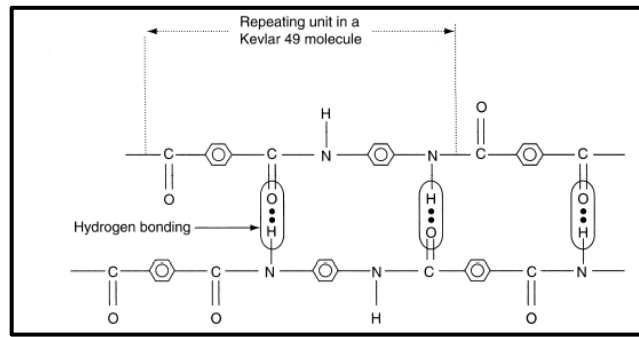 Repeating unit in a
Kevlar 49 molecule
H O
C C N N C C
O O H O
Hydrogen bonding H O H
C C N N C C N
O O H O